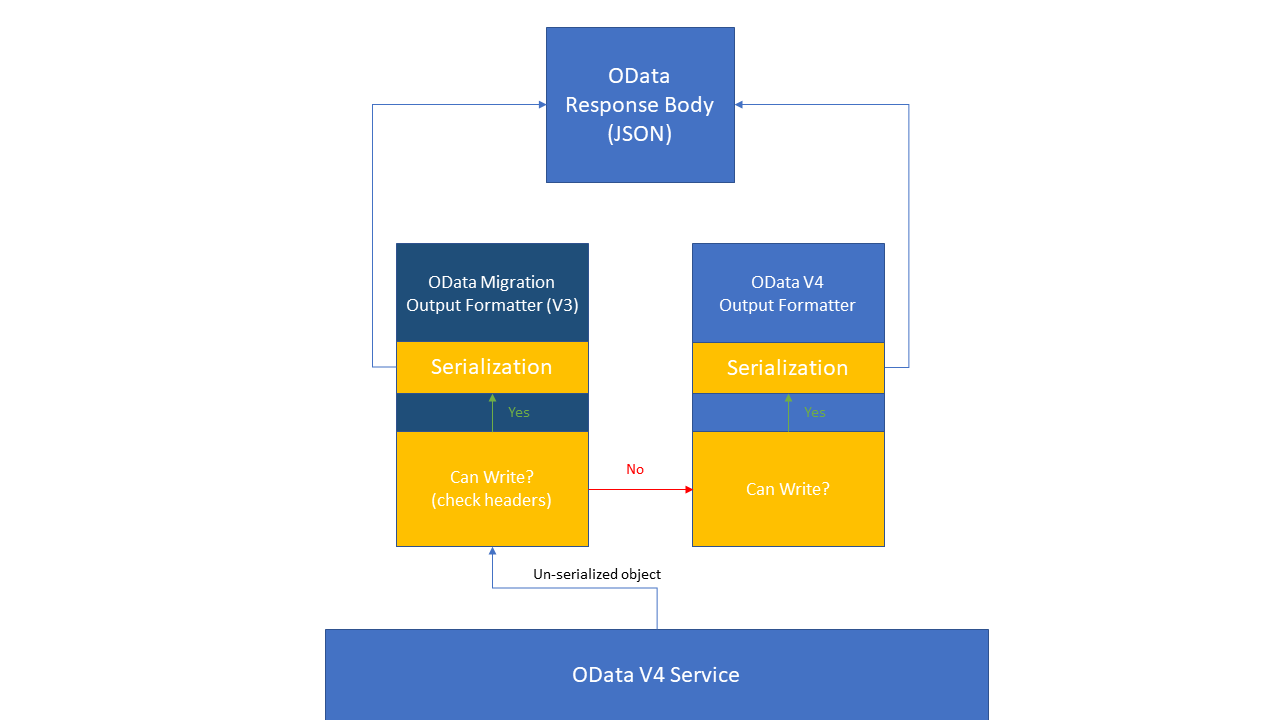 OData
Response Body
(JSON)
OData Migration
Output Formatter (V3)
OData V4
Output Formatter
Serialization
Serialization
Yes
Yes
Can Write?
(check headers)
No
Can Write?
Un-serialized object
OData V4 Service